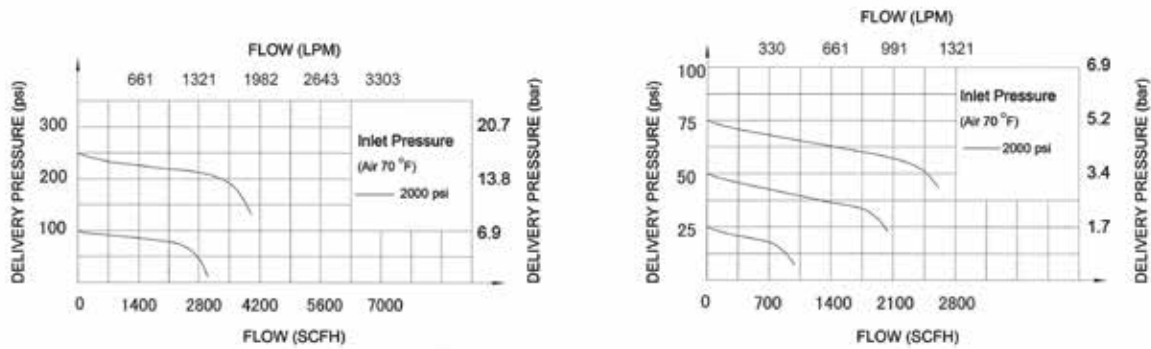 FLOW (LPM)
661 1321 1982 2643 3303
DELIVERY PRESSURE (psi)
300
200
100
Inlet Pressure
(Air 70 °F)
2000 psi
20.7
13.8
6.9
DELIVERY PRESSURE (bar)
0 1400 2800 4200 5600 7000
FLOW (SCFH)
FLOW (LPM)
330 661 991 1321
DELIVERY PRESSURE (psi)
100
75
50
25
Inlet Pressure
(Air 70 °F)
2000 psi
6.9
5.2
3.4
1.7
DELIVERY PRESSURE (bar)
0 700 1400 2100 2800
FLOW (SCFH)